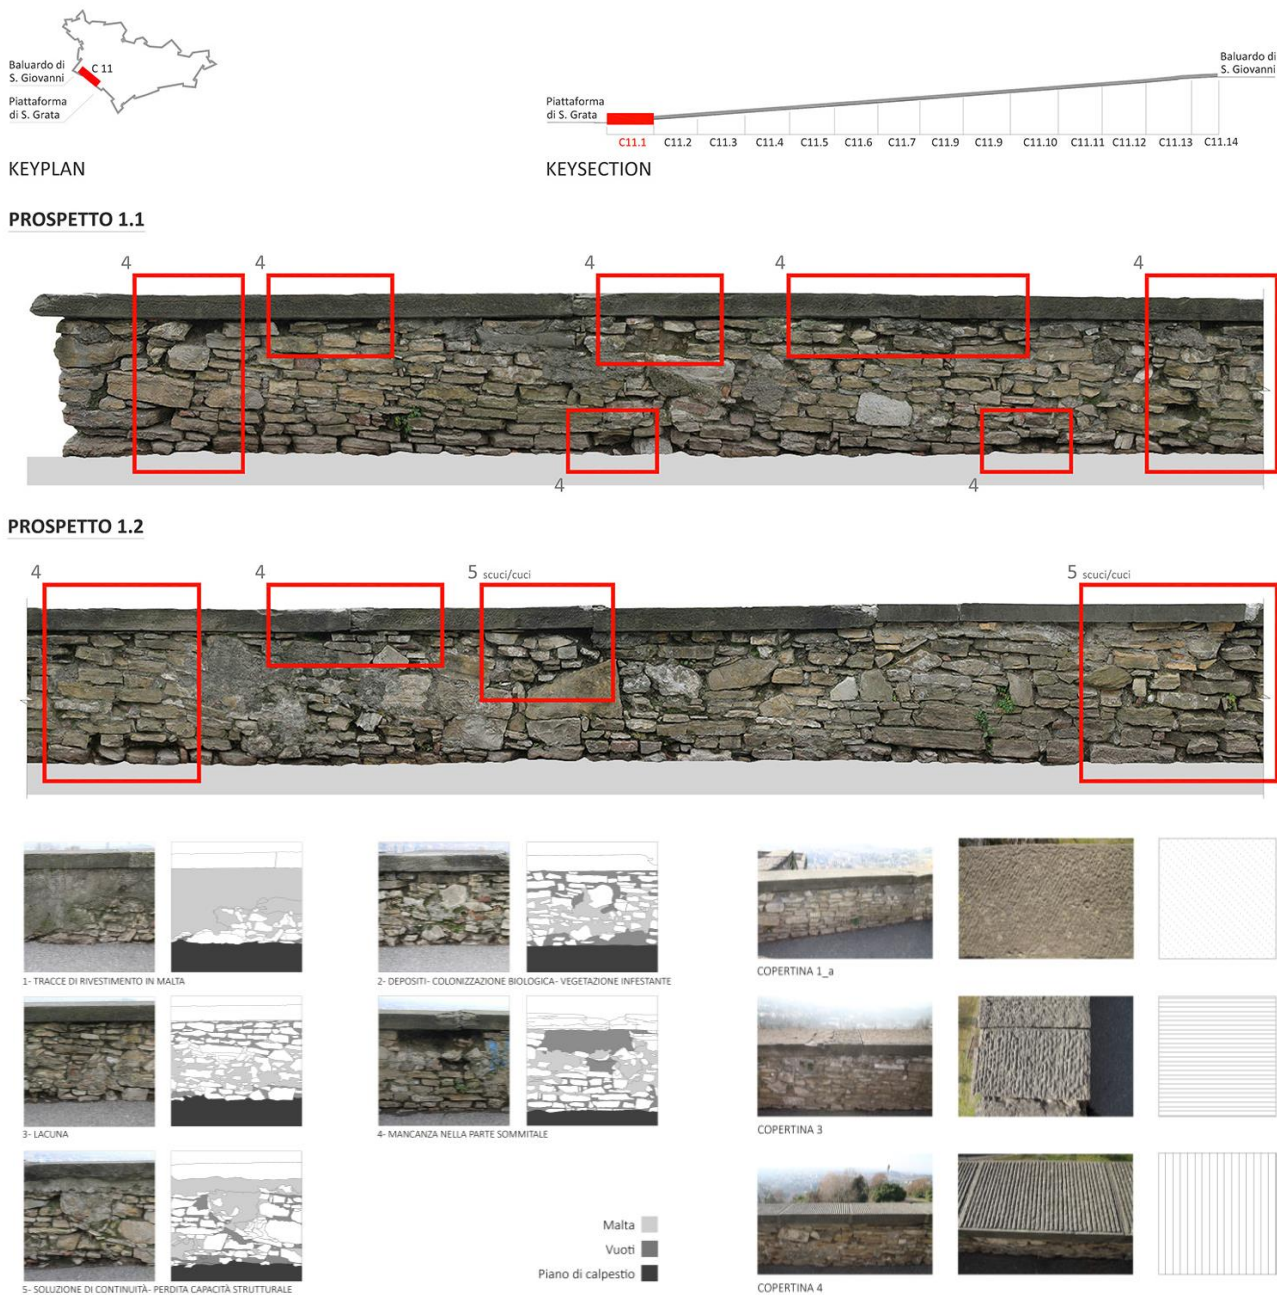 Baluardo di
S. Giovanni
C 11
Piattaforma
di S. Grata
KEYPLAN
Baluardo di
S. Giovanni
Piattaforma
di S. Grata
C11.1 C11.2 C11.3 C11.4 C11.5 C11.6 C11.7 C11.9 C11.9 C11.10 C11.11 C11.12 C11.13 C11.14
KEYSECTION
PROSPETTO 1.1
4 4 4 4 4
4 4
PROSPETTO 1.2
4 4 5 scuci/cuci 5 scuci/cuci
1- TRACCE DI RIVESTIMENTO IN MALTA
2- DEPOSITI- COLONIZZAZIONE BIOLOGICA- VEGETAZIONE INFESTANTE
COPERTINA 1_a
3- LACUNA
4- MANCANZA NELLA PARTE SOMMITALE
COPERTINA 3
5- SOLUZIONE DI CONTINUITÀ- PERDITA CAPACITÀ STRUTTURALE
Malta
Vuoti
Piano di calpestio
COPERTINA 4